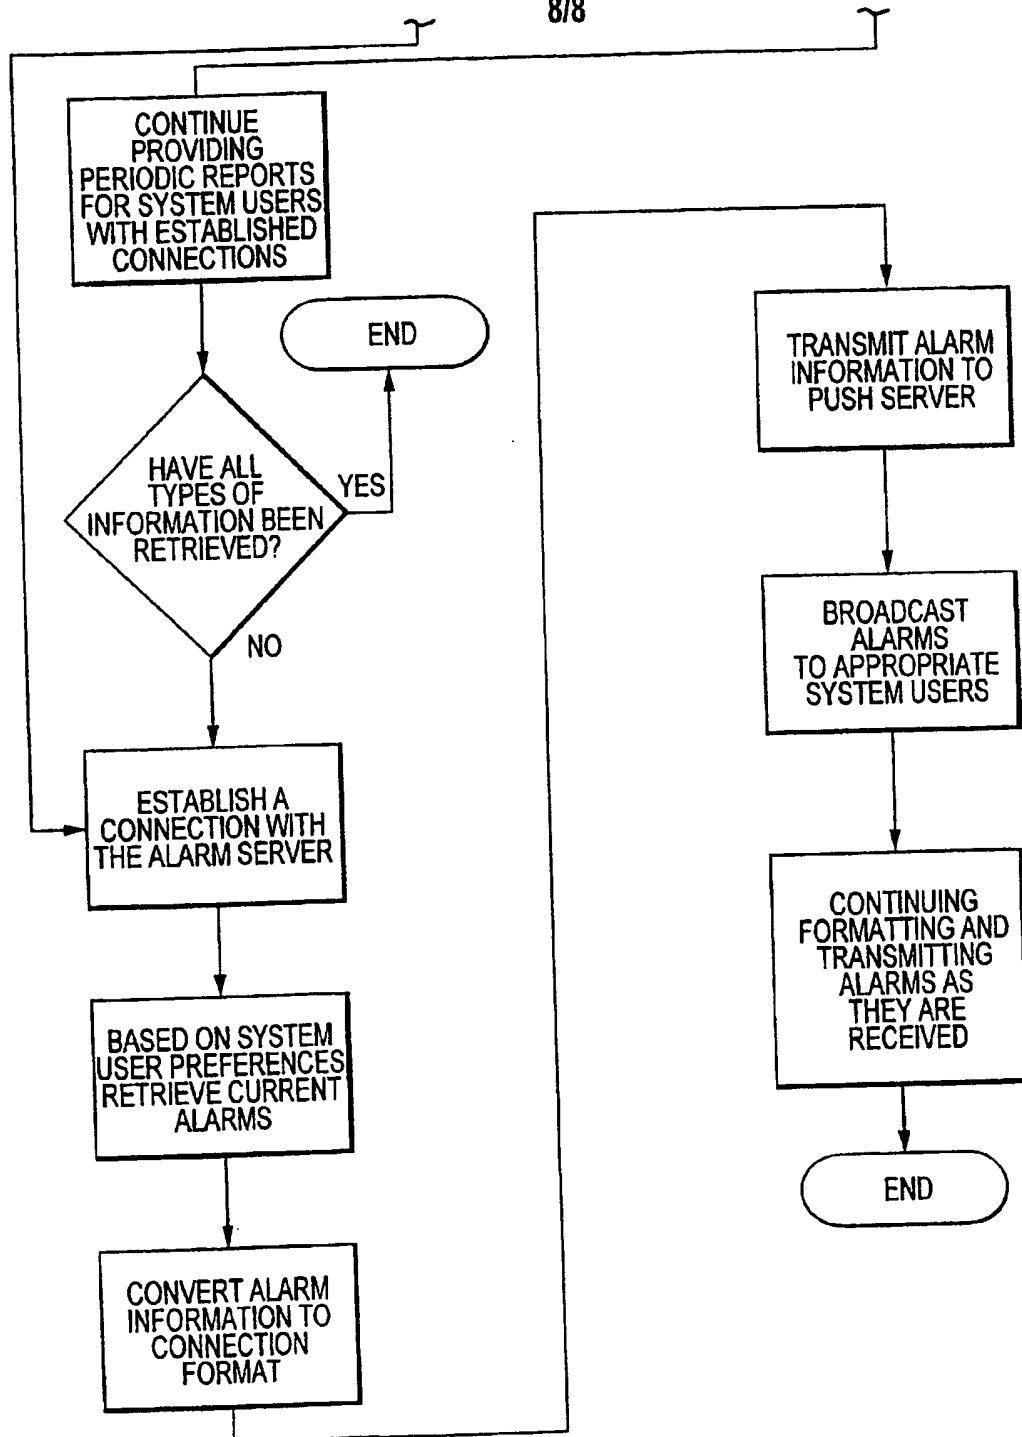 8/8
CONTINUE
PROVIDING
PERIODIC REPORTS
FOR SYSTEM USERS
WITH ESTABLISHED
CONNECTIONS
END
HAVE ALL
TYPES OF
INFORMATION BEEN
RETRIEVED?
YES
NO
ESTABLISH A
CONNECTION WITH
THE ALARM SERVER
BASED ON SYSTEM
USER PREFERENCES
RETRIEVE CURRENT
ALARMS
CONVERT ALARM
INFORMATION TO
CONNECTION
FORMAT
TRANSMIT ALARM
INFORMATION TO
PUSH SERVER
BROADCAST
ALARMS
TO APPROPRIATE
SYSTEM USERS
CONTINUING
FORMATTING AND
TRANSMITTING
ALARMS AS
THEY ARE
RECEIVED
END